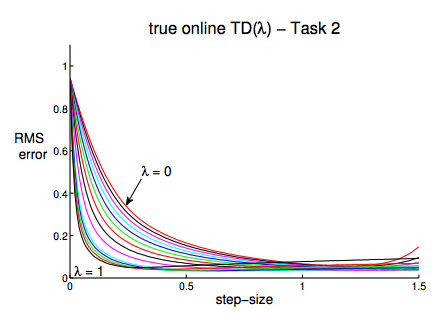 true online TD(λ) − Task 2
1
0.8
RMS
error
0.6
λ = 0
0.4
0.2
λ = 1
0
0 0.5 1 1.5
step−size